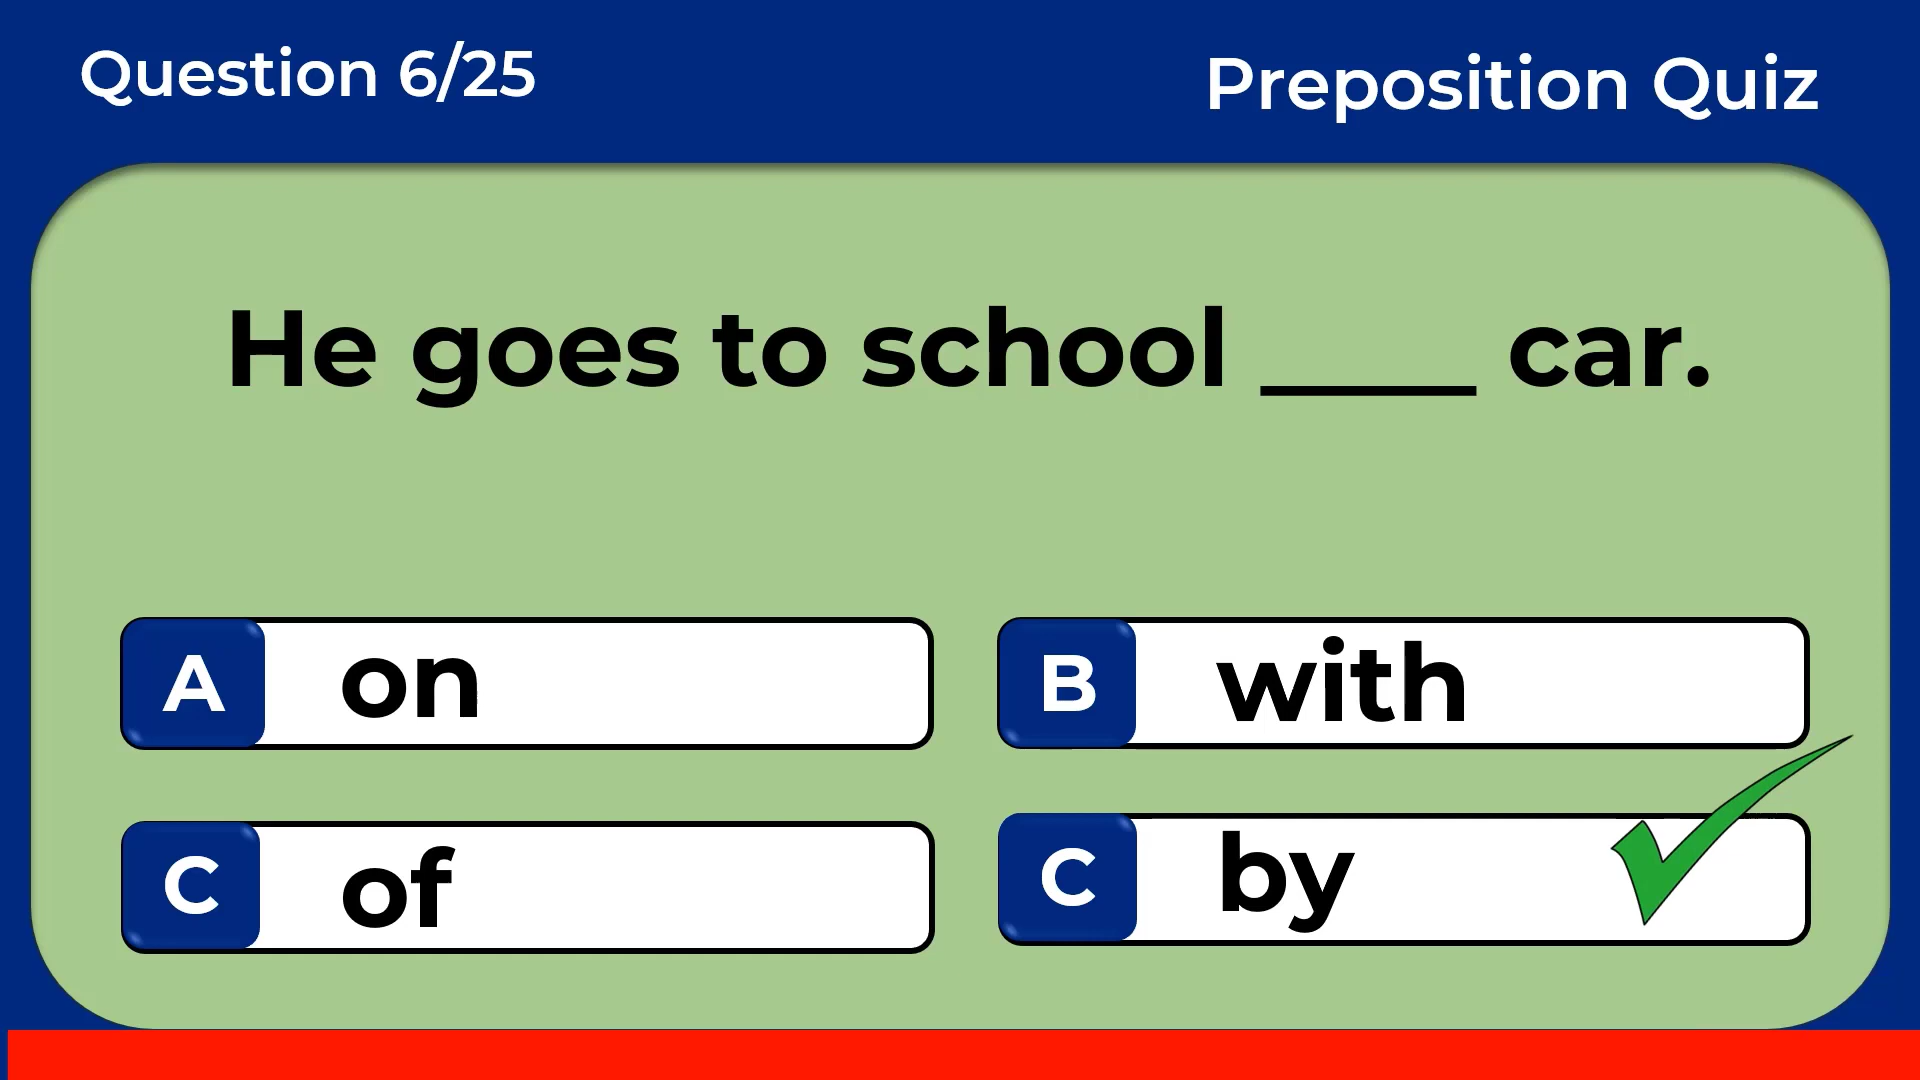 Question 6/25
Preposition Quiz
He goes to school ____ car.
A on
B with
C of
C by